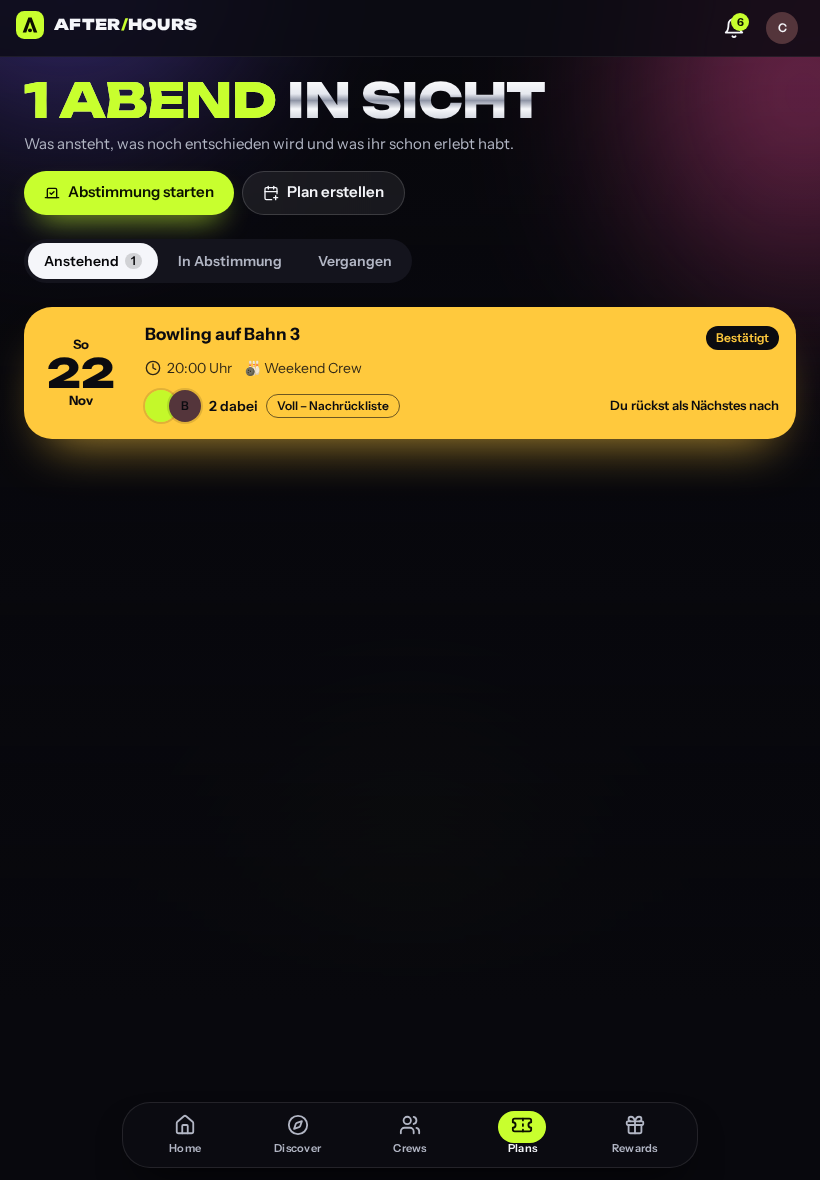 AFTER/HOURS
6
C
1 ABEND IN SICHT
Was ansteht, was noch entschieden wird und was ihr schon erlebt habt.
Abstimmung starten
Plan erstellen
Anstehend 1
In Abstimmung
Vergangen
So
22
Nov
Bowling auf Bahn 3
Bestätigt
20:00 Uhr
🎳 Weekend Crew
B
2 dabei
Voll – Nachrückliste
Du rückst als Nächstes nach
Home
Discover
Crews
Plans
Rewards